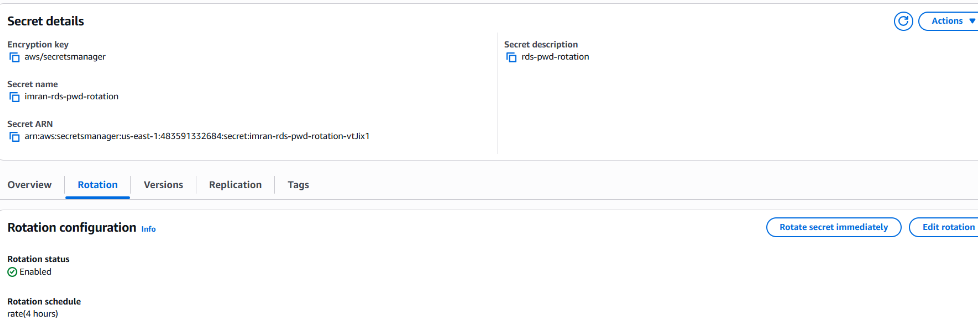 Secret details
Actions
Encryption key
aws/secretsmanager
Secret description
rds-pwd-rotation
Secret name
imran-rds-pwd-rotation
Secret ARN
arn:aws:secretsmanager:us-east-1:483591332684:secret:imran-rds-pwd-rotation-vtJix1
Overview Rotation Versions Replication Tags
Rotation configuration Info
Rotate secret immediately Edit rotation
Rotation status
Enabled
Rotation schedule
rate(4 hours)